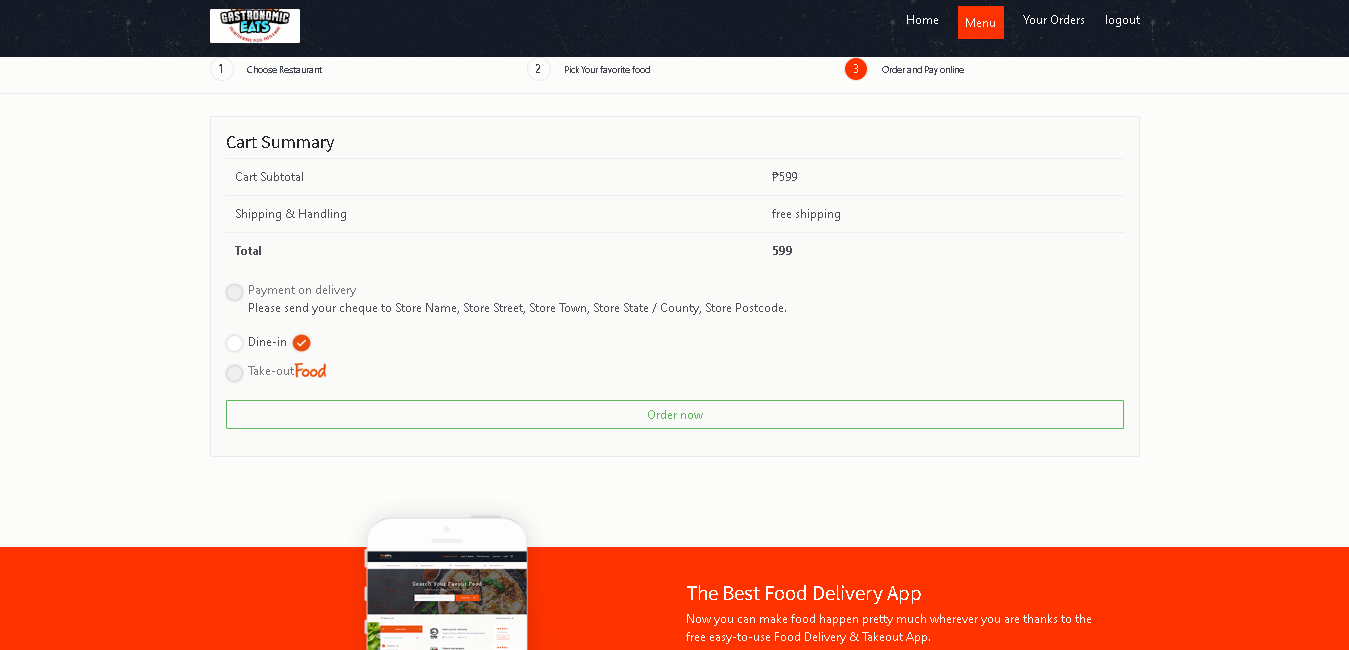 GASTRONOMIC
EATS
Home
Menu
Your Orders
logout
1 Choose Restaurant
2 Pick Your favorite food
3 Order and Pay online
Cart Summary
Cart Subtotal ₱599
Shipping & Handling free shipping
Total 599
Payment on delivery
Please send your cheque to Store Name, Store Street, Store Town, Store State / County, Store Postcode.
Dine-in
Take-out Food
Order now
Search Your Favour Food
The Best Food Delivery App
Now you can make food happen pretty much wherever you are thanks to the
free easy-to-use Food Delivery & Takeout App.